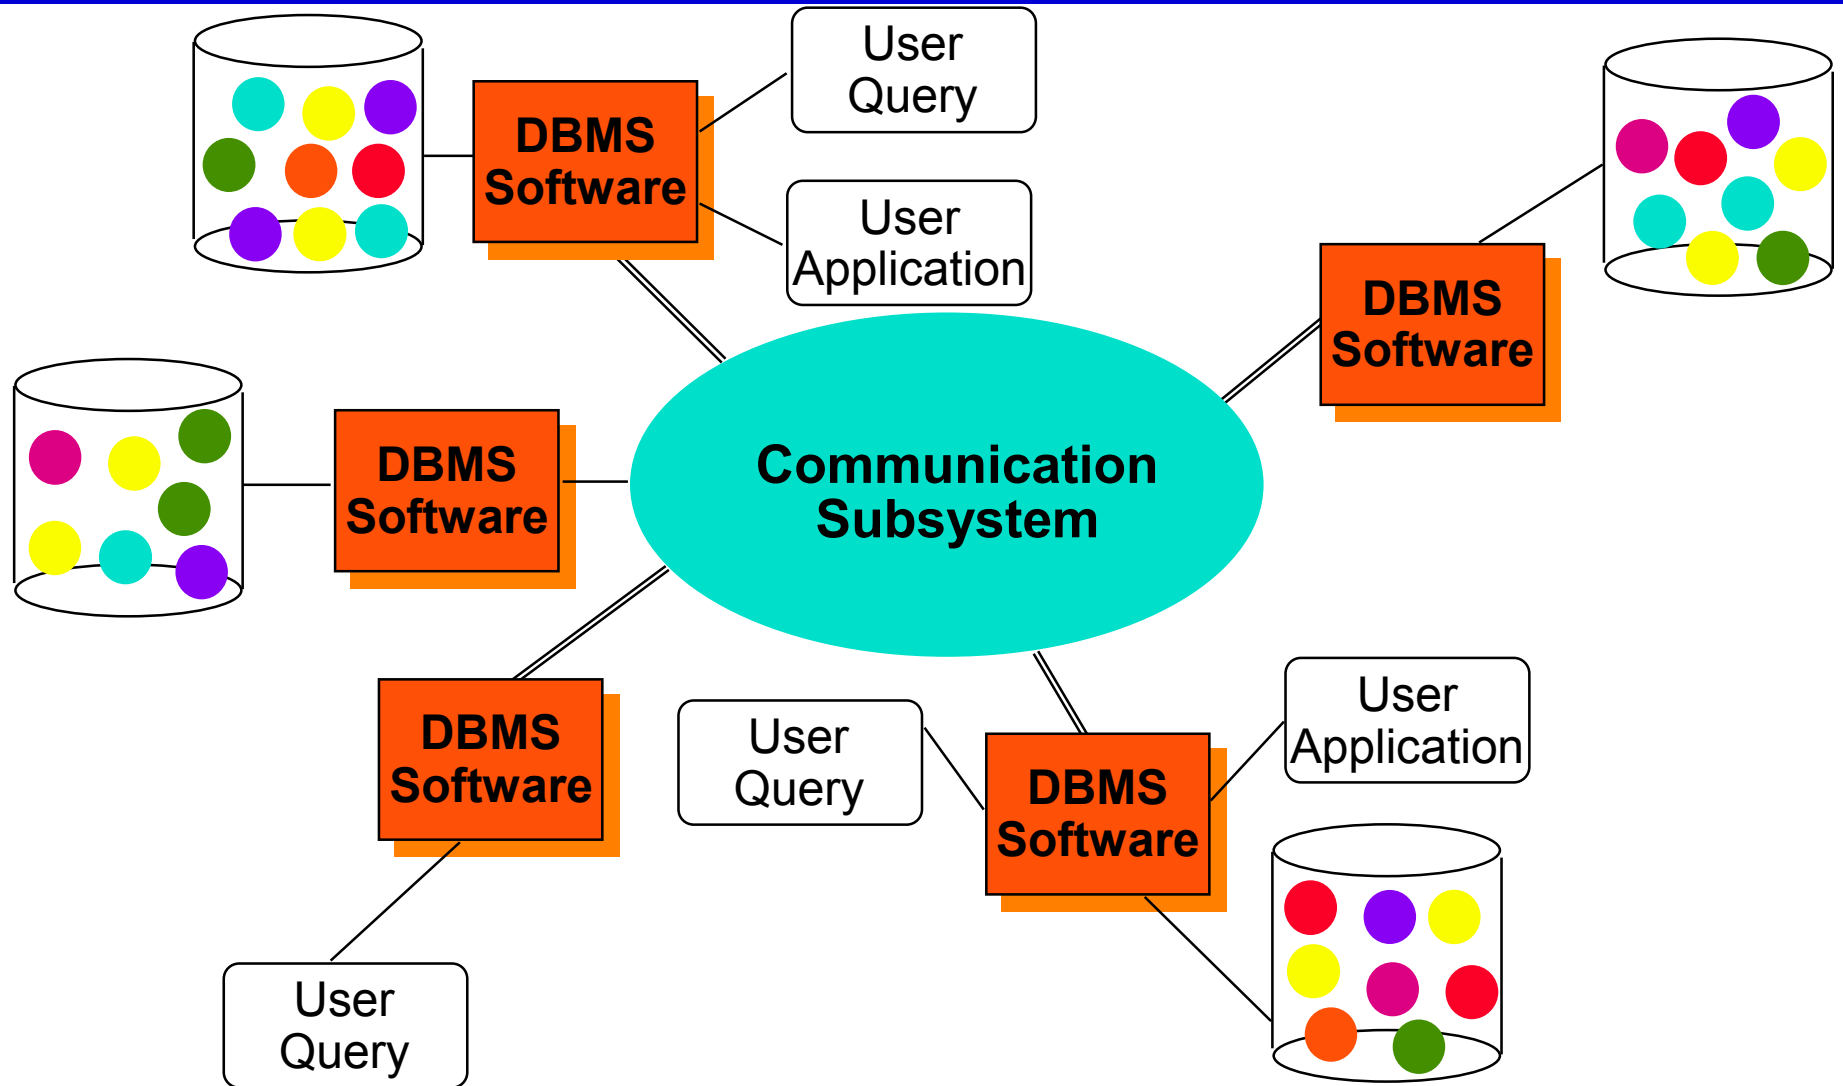 User
Query
DBMS
Software
User
Application
DBMS
Software
DBMS
Software
Communication
Subsystem
DBMS
Software
User
Query
DBMS
Software
User
Application
User
Query